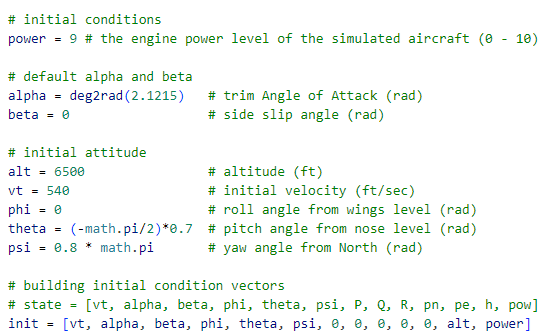 # initial conditions
power = 9 # the engine power level of the simulated aircraft (0 - 10)
# default alpha and beta
alpha = deg2rad(2.1215)   # trim Angle of Attack (rad)
beta = 0                  # side slip angle (rad)
# initial attitude
alt = 6500                # altitude (ft)
vt = 540                  # initial velocity (ft/sec)
phi = 0                   # roll angle from wings level (rad)
theta = (-math.pi/2)*0.7  # pitch angle from nose level (rad)
psi = 0.8 * math.pi       # yaw angle from North (rad)
# building initial condition vectors
# state = [vt, alpha, beta, phi, theta, psi, P, Q, R, pn, pe, h, pow]
init = [vt, alpha, beta, phi, theta, psi, 0, 0, 0, 0, 0, alt, power]